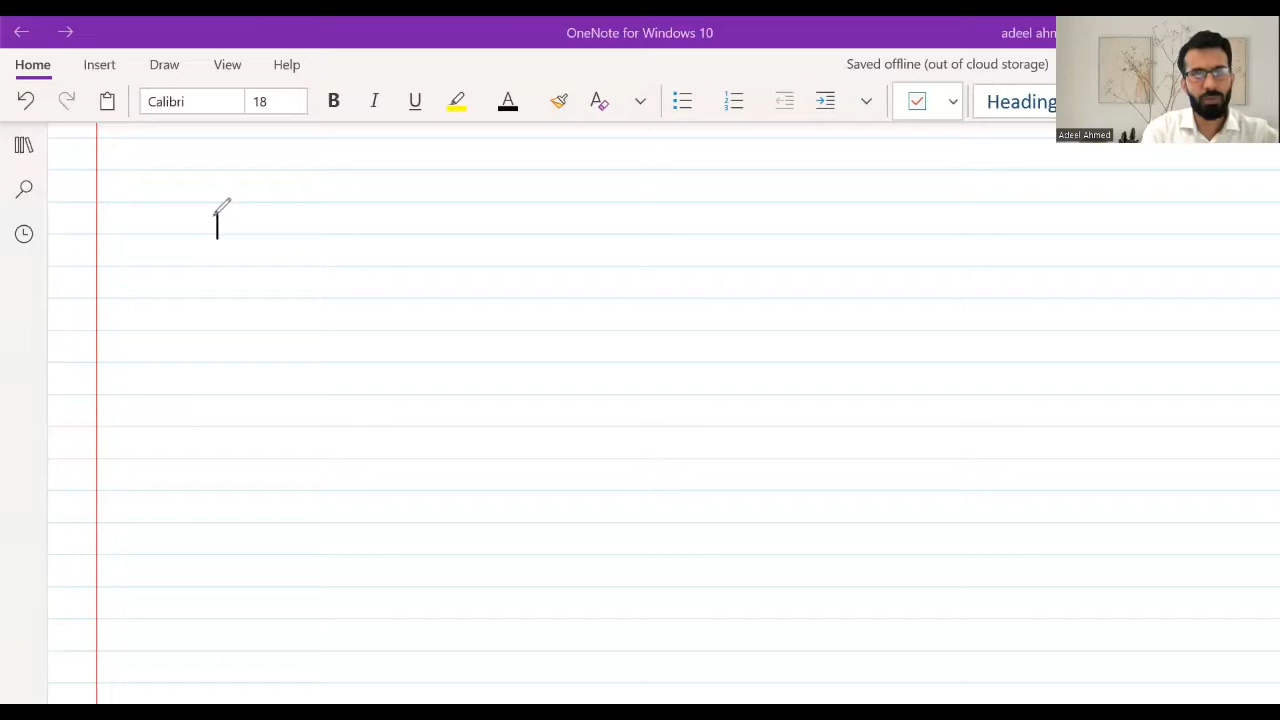 OneNote for Windows 10
adeel ahm
Home Insert Draw View Help
Saved offline (out of cloud storage)
Calibri 18 B I U A A Heading
Adeel Ahmed